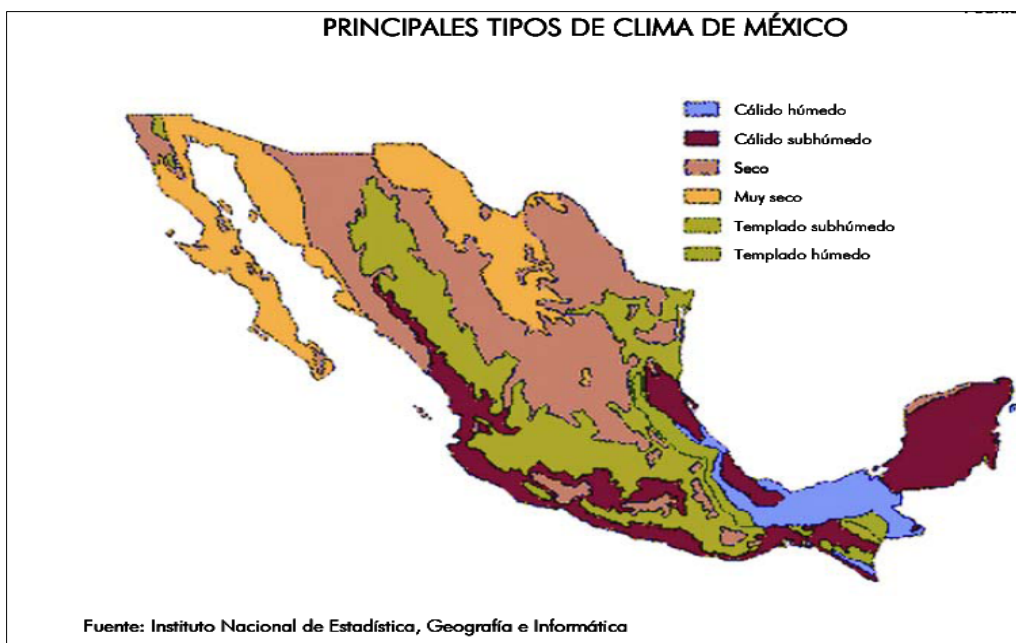 PRINCIPALES TIPOS DE CLIMA DE MÉXICO
Cálido húmedo
Cálido subhúmedo
Seco
Muy seco
Templado subhúmedo
Templado húmedo
Fuente: Instituto Nacional de Estadística, Geografía e Informática